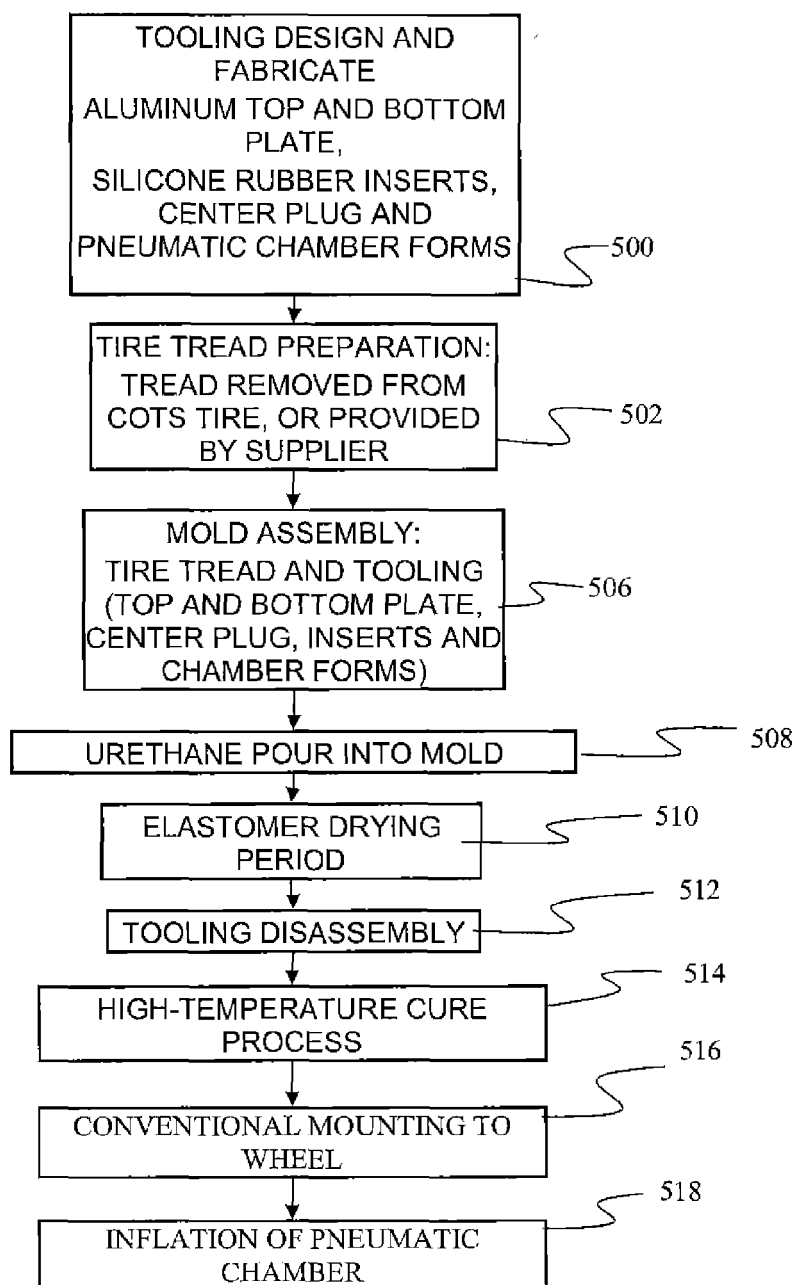 TOOLING DESIGN AND
FABRICATE
ALUMINUM TOP AND BOTTOM
PLATE,
SILICONE RUBBER INSERTS,
CENTER PLUG AND
PNEUMATIC CHAMBER FORMS
500
TIRE TREAD PREPARATION:
TREAD REMOVED FROM
COTS TIRE, OR PROVIDED
BY SUPPLIER
502
MOLD ASSEMBLY:
TIRE TREAD AND TOOLING
(TOP AND BOTTOM PLATE,
CENTER PLUG, INSERTS AND
CHAMBER FORMS)
506
URETHANE POUR INTO MOLD
508
ELASTOMER DRYING
PERIOD
510
TOOLING DISASSEMBLY
512
HIGH-TEMPERATURE CURE
PROCESS
514
CONVENTIONAL MOUNTING TO
WHEEL
516
INFLATION OF PNEUMATIC
CHAMBER
518